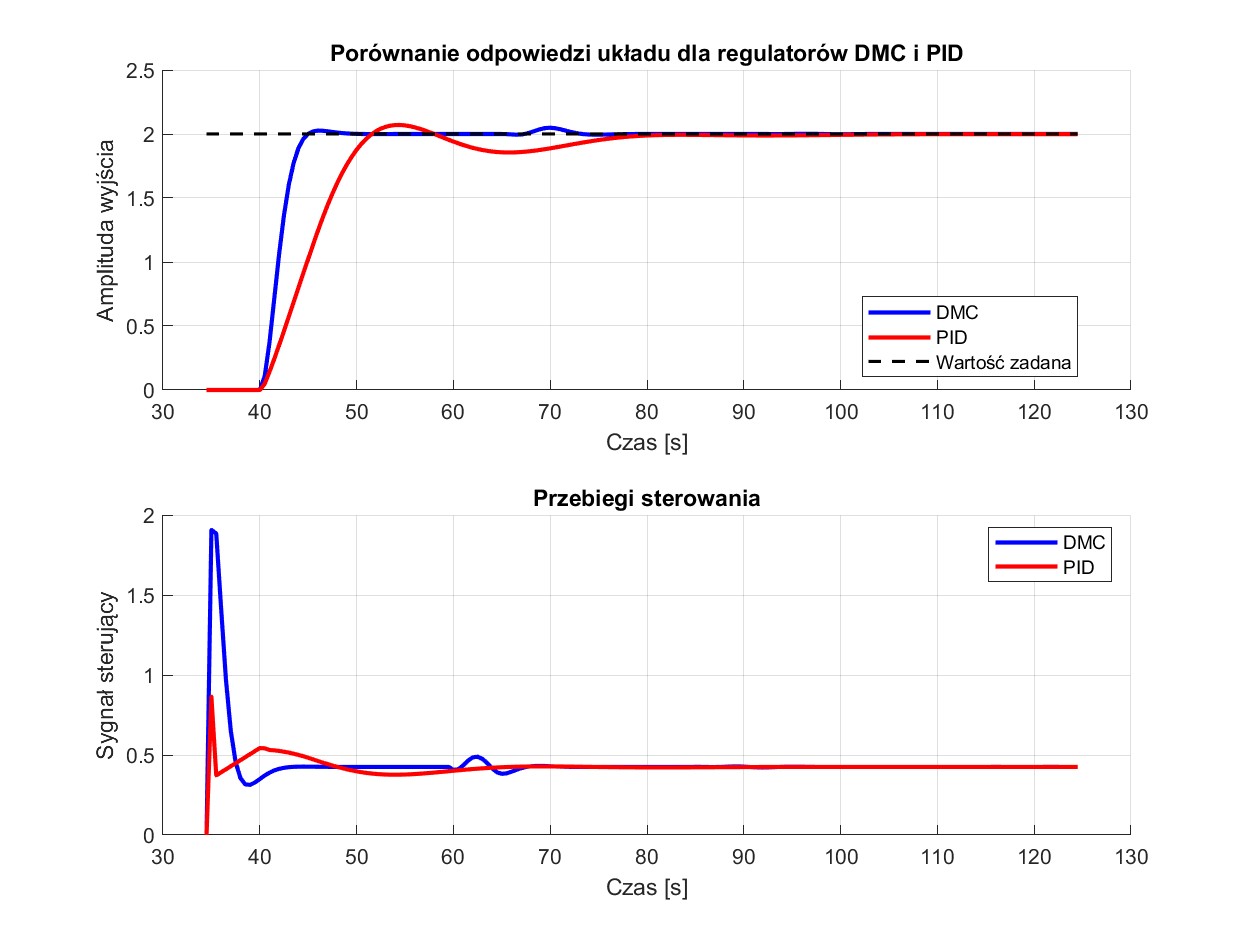 Porównanie odpowiedzi układu dla regulatorów DMC i PID
Amplituda wyjścia
2.5
2
1.5
1
0.5
0
30 40 50 60 70 80 90 100 110 120 130
Czas [s]
DMC
PID
Wartość zadana
Przebiegi sterowania
Sygnał sterujący
2
1.5
1
0.5
0
30 40 50 60 70 80 90 100 110 120 130
Czas [s]
DMC
PID